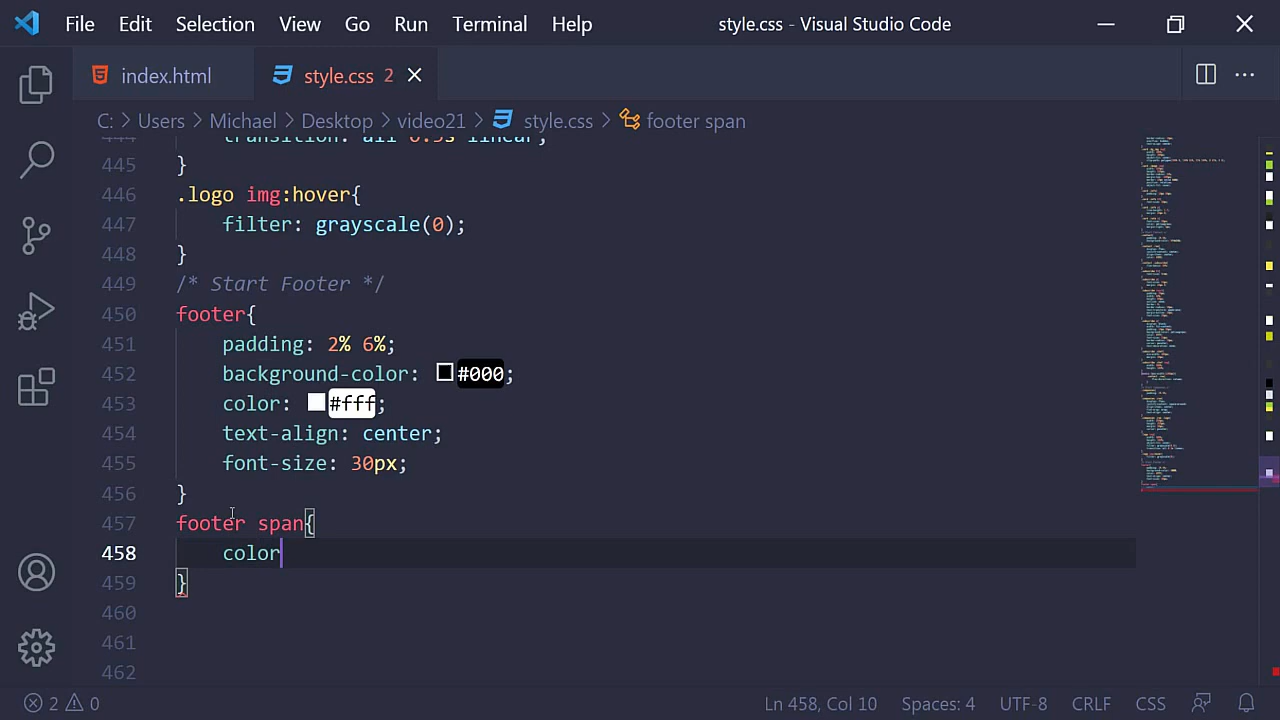 File Edit Selection View Go Run Terminal Help style.css - Visual Studio Code
index.html style.css 2
C: > Users > Michael > Desktop > video21 > style.css > footer span
444 transition: all 0.5s linear;
445 }
446 .logo img:hover{
447 filter: grayscale(0);
448 }
449 /* Start Footer */
450 footer{
451 padding: 2% 6%;
452 background-color: #000;
453 color: #fff;
454 text-align: center;
455 font-size: 30px;
456 }
457 footer span{
458 color
459 }
460
461
462
2 0 Ln 458, Col 10 Spaces: 4 UTF-8 CRLF CSS